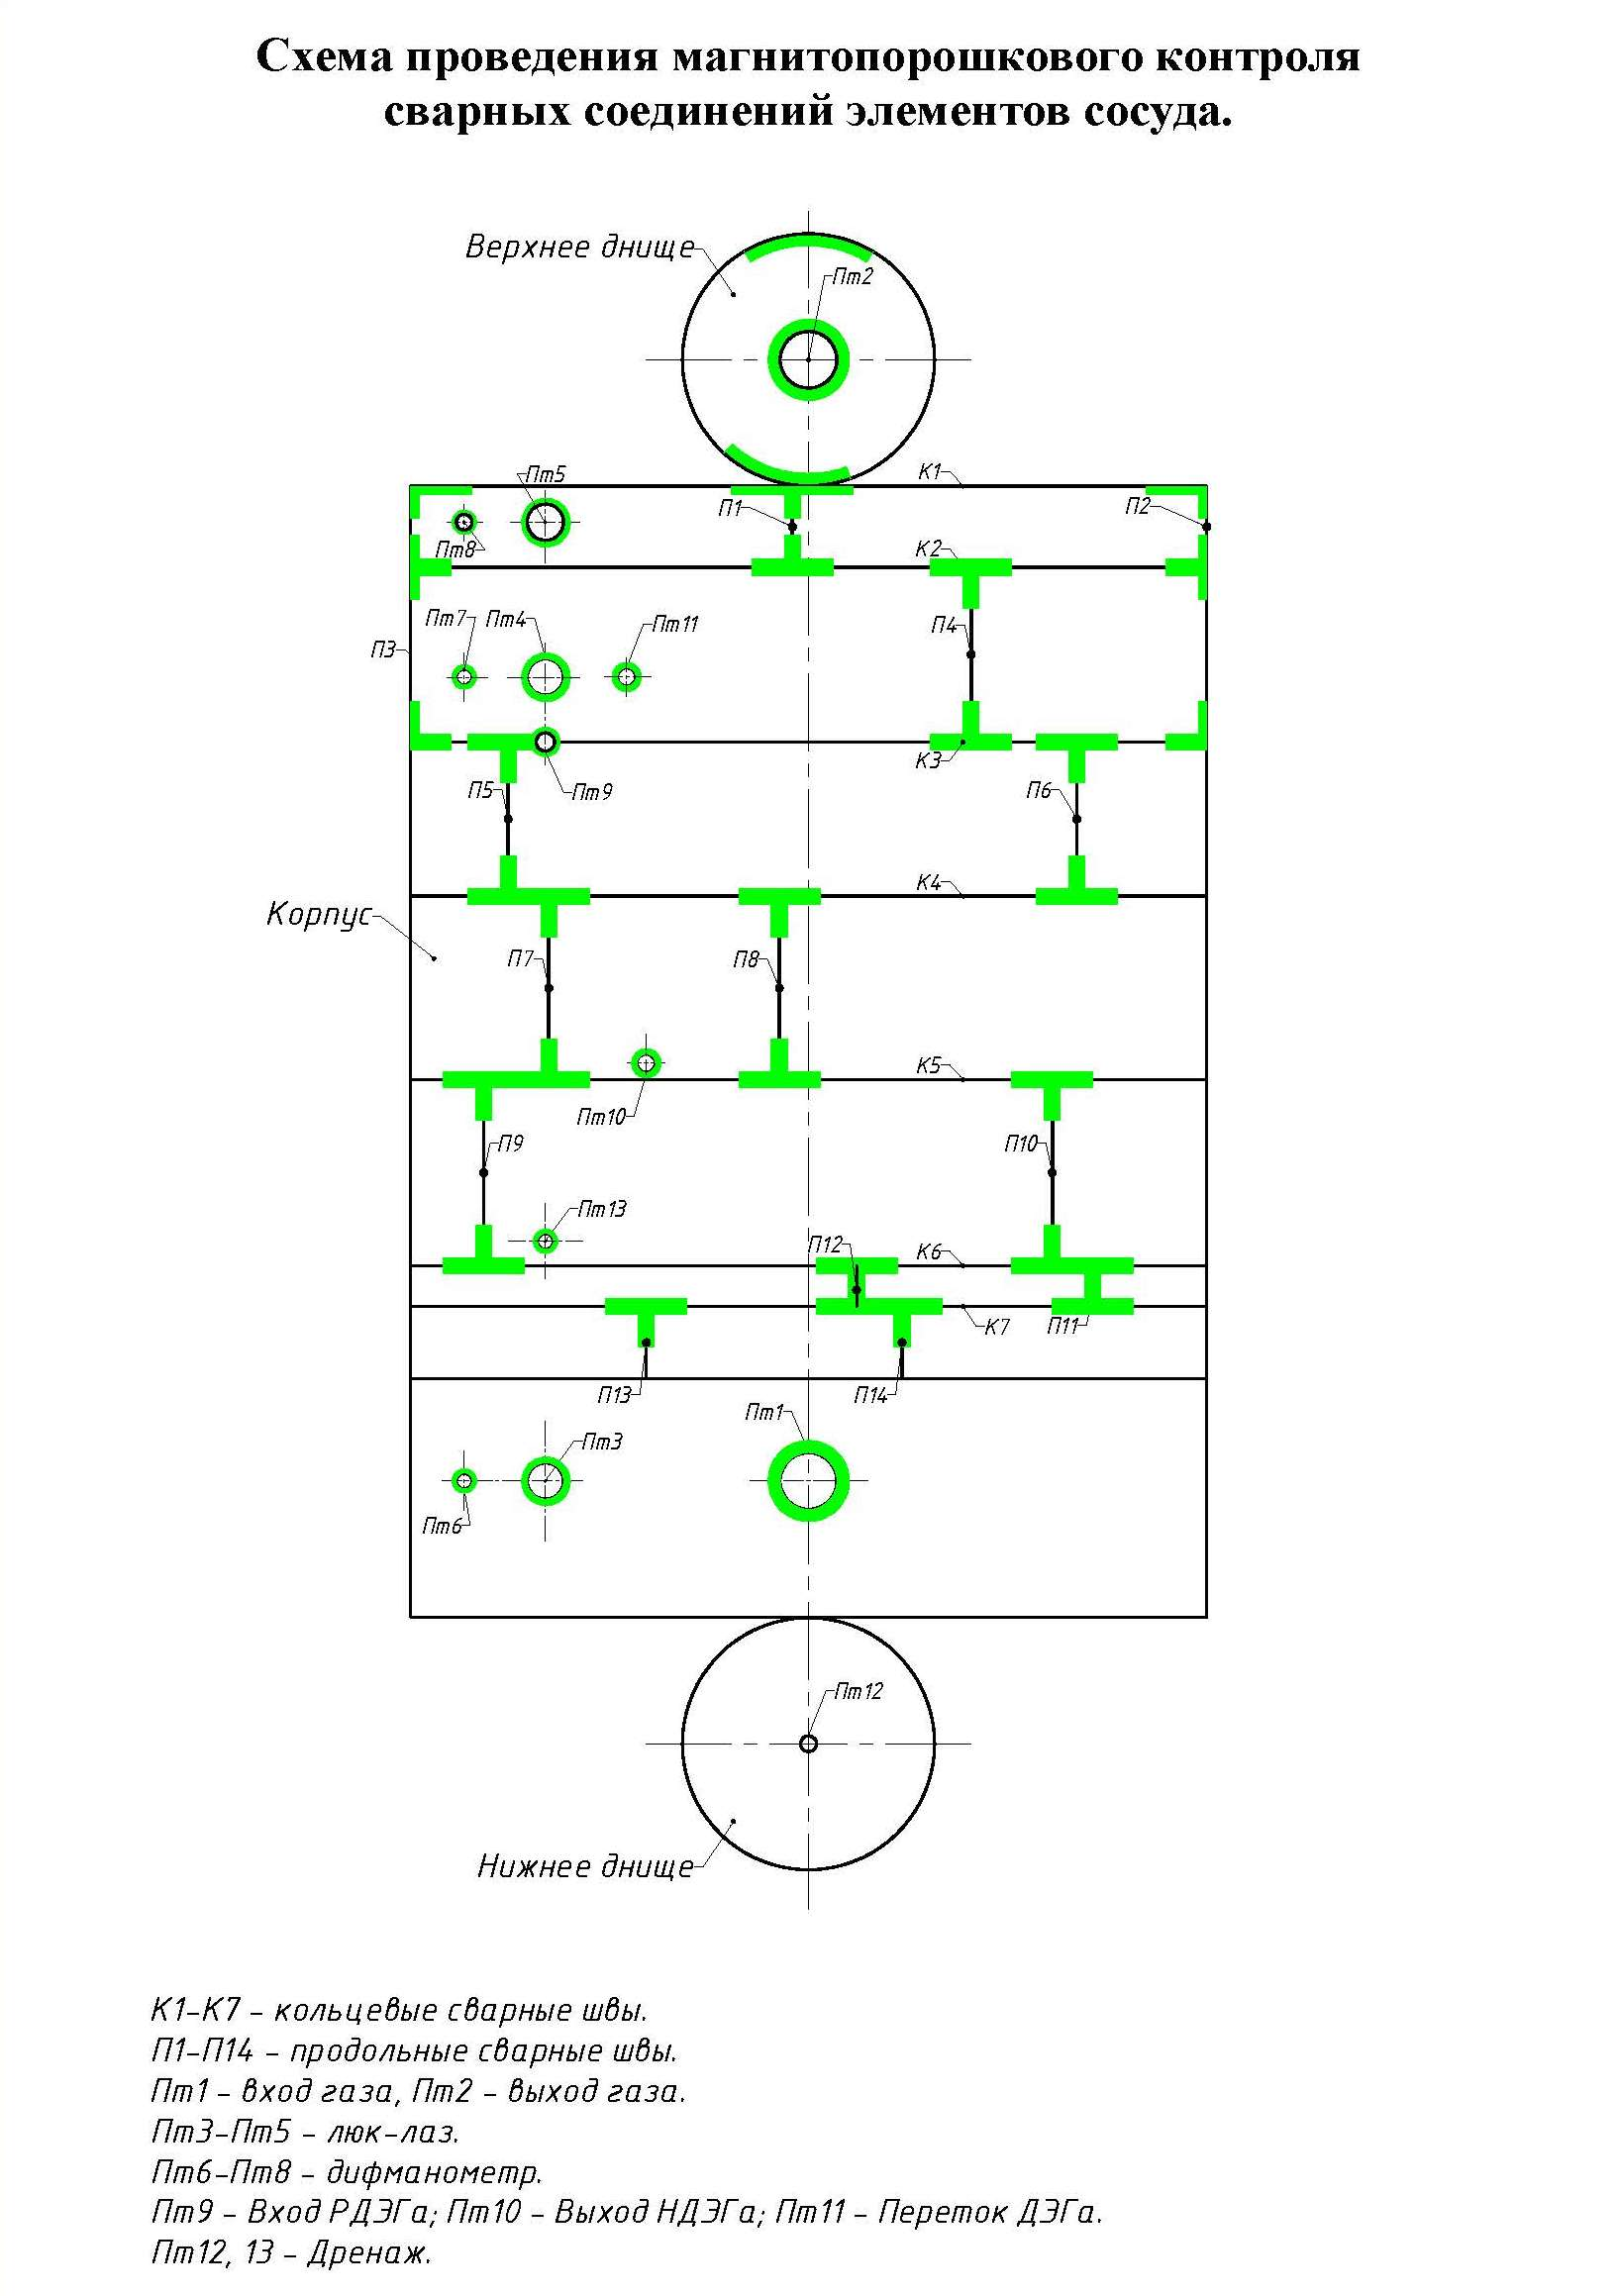 Схема проведения магнитопорошкового контроля
сварных соединений элементов сосуда.
Верхнее днище
Пт2
К1
Пт5
П1
П2
Пт8
К2
Пт7
Пт4
Пт11
П4
П3
К3
П5
Пт9
П6
К4
Корпус
П7
П8
К5
Пт10
П9
П10
Пт13
П12
К6
К7
П11
П13
П14
Пт1
Пт3
Пт6
Пт12
Нижнее днище
К1-К7 - кольцевые сварные швы.
П1-П14 - продольные сварные швы.
Пт1 - вход газа, Пт2 - выход газа.
Пт3-Пт5 - люк-лаз.
Пт6-Пт8 - дифманометр.
Пт9 - Вход РДЭГа; Пт10 - Выход НДЭГа; Пт11 - Переток ДЭГа.
Пт12, 13 - Дренаж.